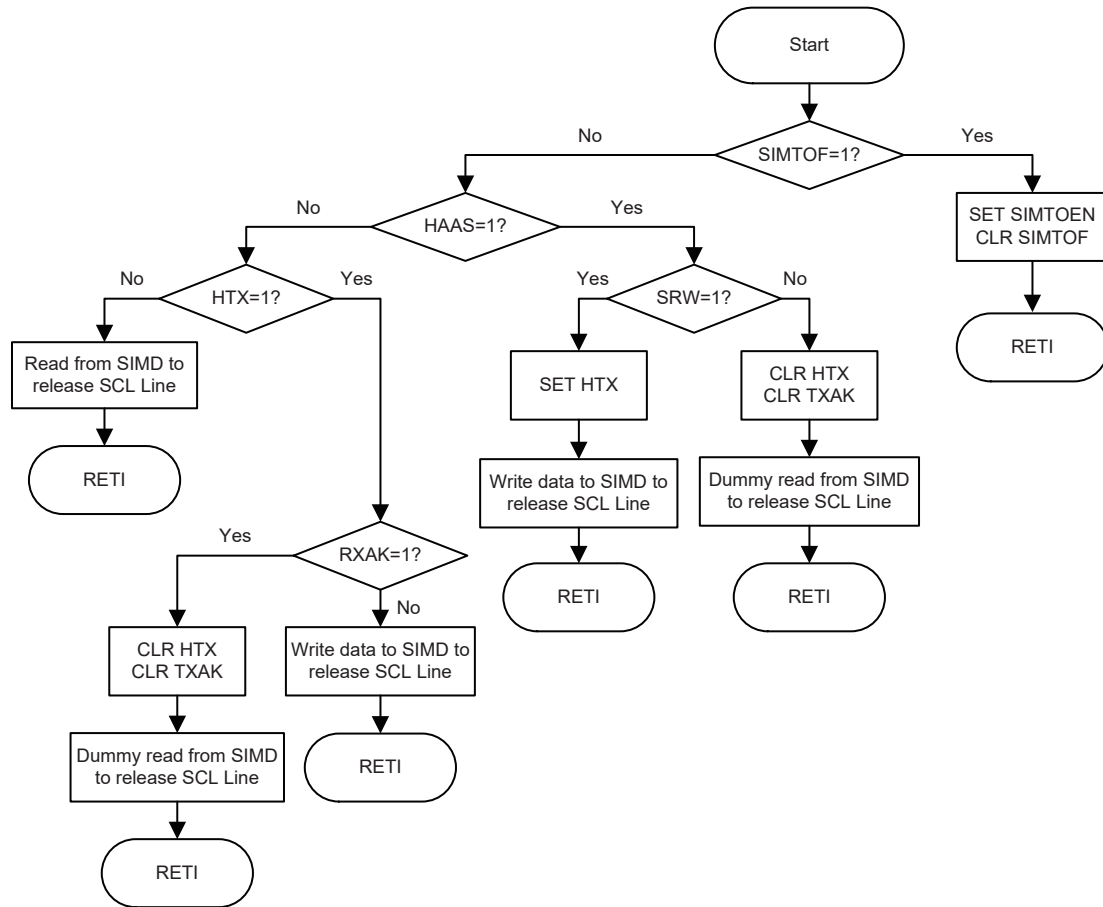 Start
No
Yes
SIMTOF=1?
No
Yes
HAAS=1?
SET SIMTOEN
CLR SIMTOF
No
Yes
Yes
No
HTX=1?
SRW=1?
RETI
Read from SIMD to
release SCL Line
SET HTX
CLR HTX
CLR TXAK
RETI
Write data to SIMD to
release SCL Line
Dummy read from SIMD
to release SCL Line
Yes
RXAK=1?
RETI
RETI
No
CLR HTX
CLR TXAK
Write data to SIMD to
release SCL Line
Dummy read from SIMD
to release SCL Line
RETI
RETI